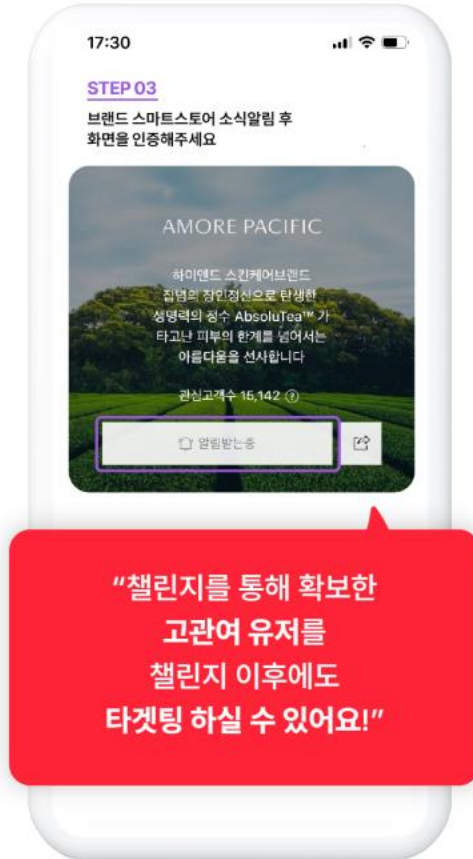 17:30
STEP 03
브랜드 스마트스토어 소식알림 후
화면을 인증해주세요
AMORE PACIFIC
하이엔드 스킨케어브랜드
집념의 장인정신으로 탄생한
생명력의 정수 AbsoluTea™ 가
타고난 피부의 한계를 넘어서는
아름다움을 선사합니다
관심고객수 15,142 ?
알림받는중
“챌린지를 통해 확보한
고관여 유저를
챌린지 이후에도
타겟팅 하실 수 있어요!”